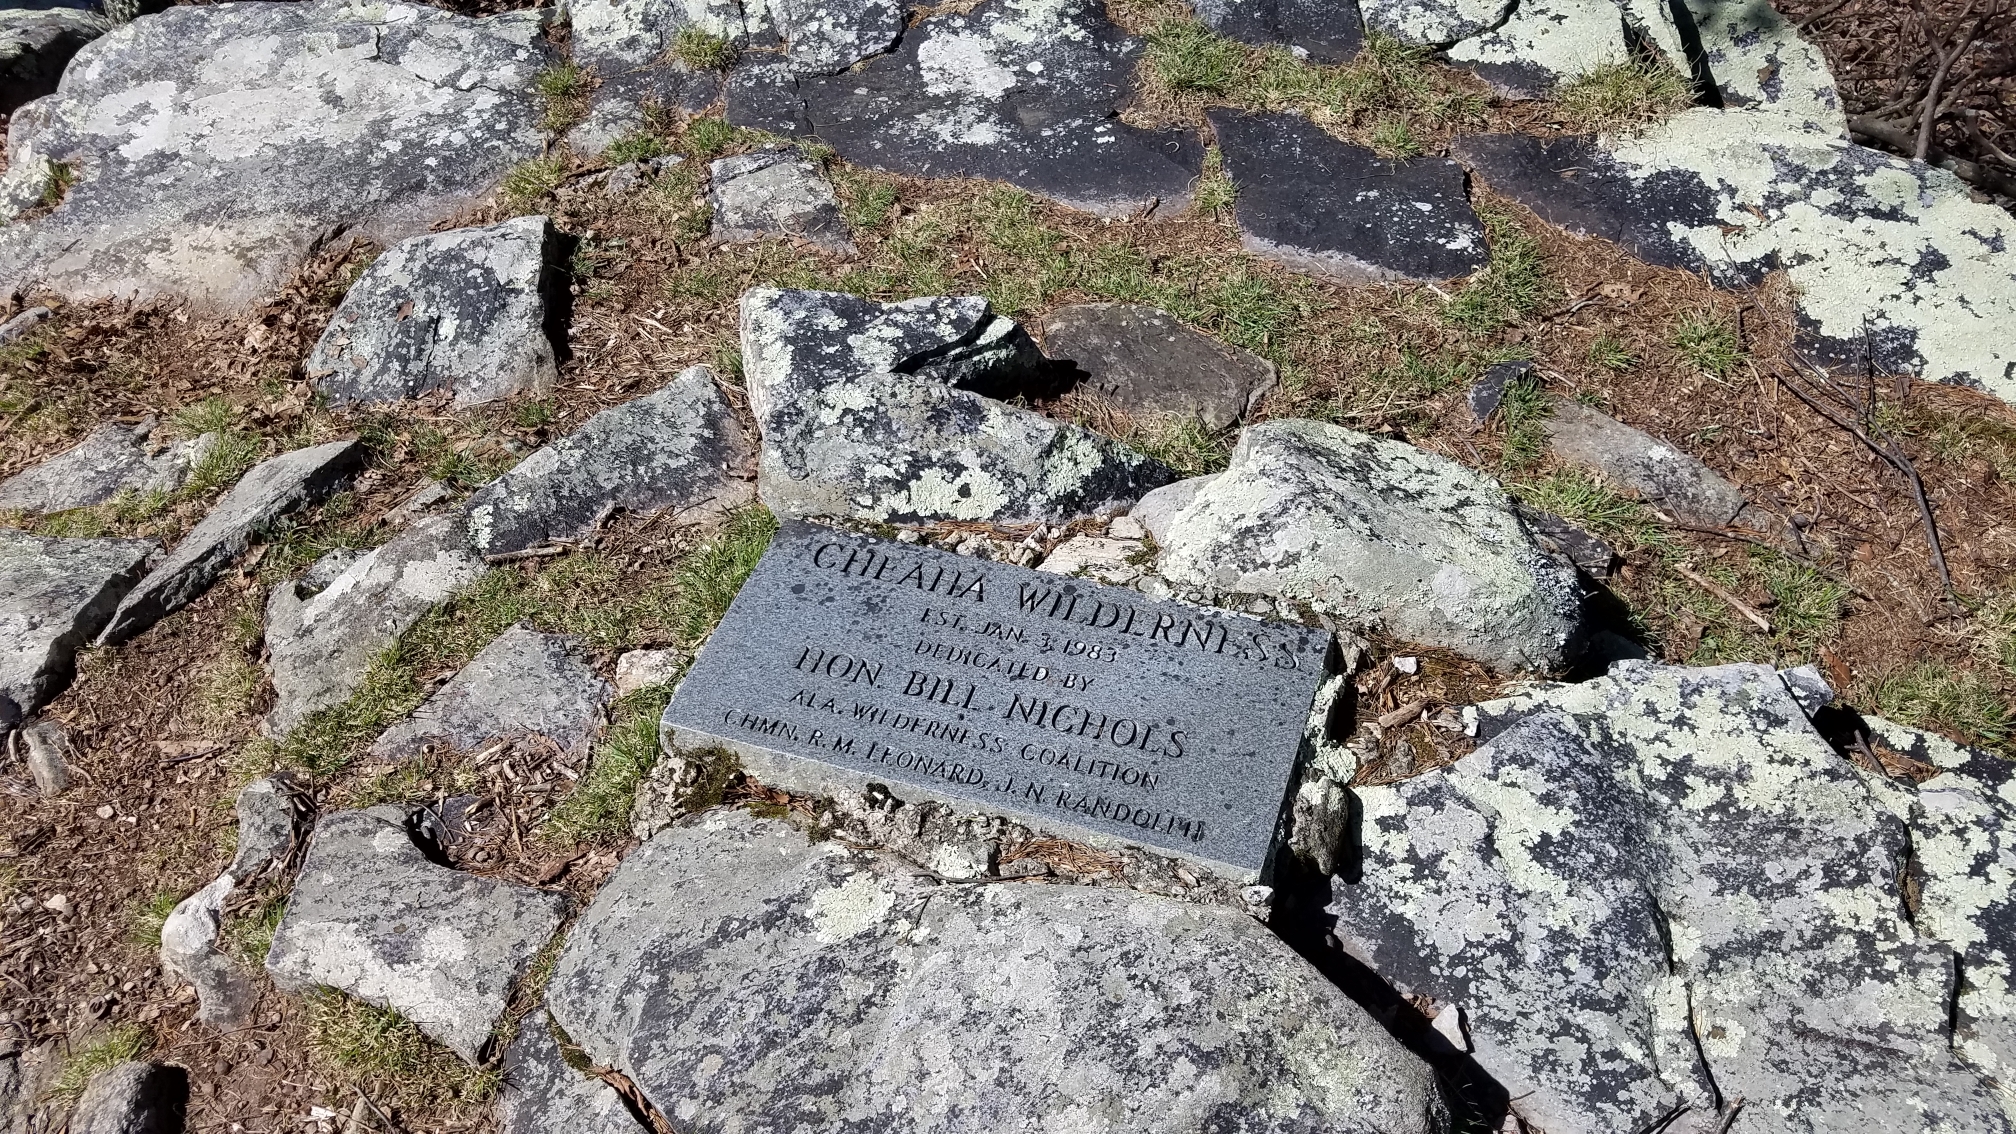 CHEAHA WILDERNESS
EST. JAN. 3, 1983
DEDICATED BY
HON. BILL NICHOLS
ALA. WILDERNESS COALITION
CHMN. R. M. LEONARD, J. N. RANDOLPH